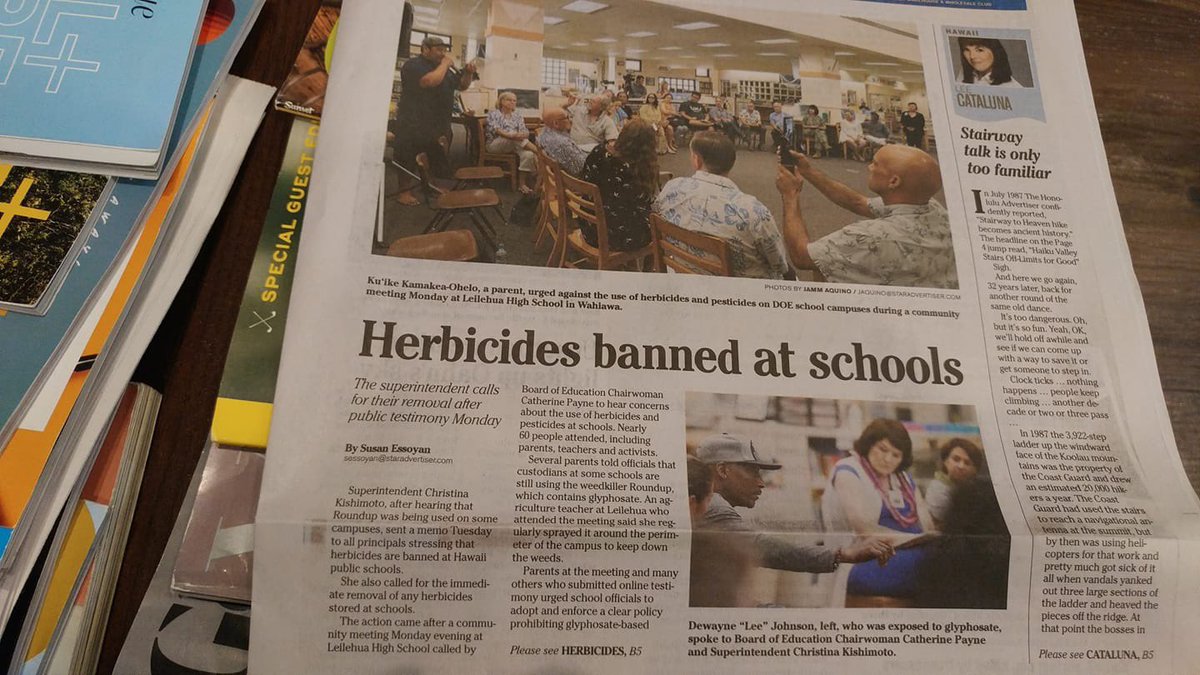 HAWAII
LEE
CATALUNA
Stairway
talk is only
too familiar
In July 1987 The Hono-
lulu Advertiser confi-
dently reported,
"Stairway to Heaven hike
becomes ancient history."
The headline on the Page
4 jump read, "Haiku Valley
Stairs Off-Limits for Good"
Sigh.
And here we go again,
32 years later, back for
another round of the
same old dance.
It's too dangerous. Oh,
but it's so fun. Yeah, OK,
we'll hold off awhile and
see if we can come up
with a way to save it or
get someone to step in.
Clock ticks ... nothing
happens ... people keep
climbing ... another de-
cade or two or three pass
...
In 1987 the 3,922-step
ladder up the windward
face of the Koolau moun-
tains was the property of
the Coast Guard and drew
an estimated 20,000 hik-
ers a year. The Coast
Guard had used the stairs
to reach a navigational an-
tenna at the summit, but
by then was using heli-
copters for that work and
pretty much got sick of it
all when vandals yanked
out three large sections of
the ladder and heaved the
pieces off the ridge. At
that point the bosses in
Please see CATALUNA, B5
PHOTOS BY JAMM AQUINO / JAQUINO@STARADVERTISER.COM
Ku'ike Kamakea-Ohelo, a parent, urged against the use of herbicides and pesticides on DOE school campuses during a community
meeting Monday at Leilehua High School in Wahiawa.
Herbicides banned at schools
The superintendent calls
for their removal after
public testimony Monday
By Susan Essoyan
sessoyan@staradvertiser.com
Superintendent Christina
Kishimoto, after hearing that
Roundup was being used on some
campuses, sent a memo Tuesday
to all principals stressing that
herbicides are banned at Hawaii
public schools.
She also called for the immedi-
ate removal of any herbicides
stored at schools.
The action came after a com-
munity meeting Monday evening at
Leilehua High School called by
Board of Education Chairwoman
Catherine Payne to hear concerns
about the use of herbicides and
pesticides at schools. Nearly
60 people attended, including
parents, teachers and activists.
Several parents told officials that
custodians at some schools are
still using the weedkiller Roundup,
which contains glyphosate. An ag-
riculture teacher at Leilehua who
attended the meeting said she reg-
ularly sprayed it around the perim-
eter of the campus to keep down
the weeds.
Parents at the meeting and many
others who submitted online testi-
mony urged school officials to
adopt and enforce a clear policy
prohibiting glyphosate-based
Please see HERBICIDES, B5
Dewayne "Lee" Johnson, left, who was exposed to glyphosate,
spoke to Board of Education Chairwoman Catherine Payne
and Superintendent Christina Kishimoto.
SPECIAL GUEST